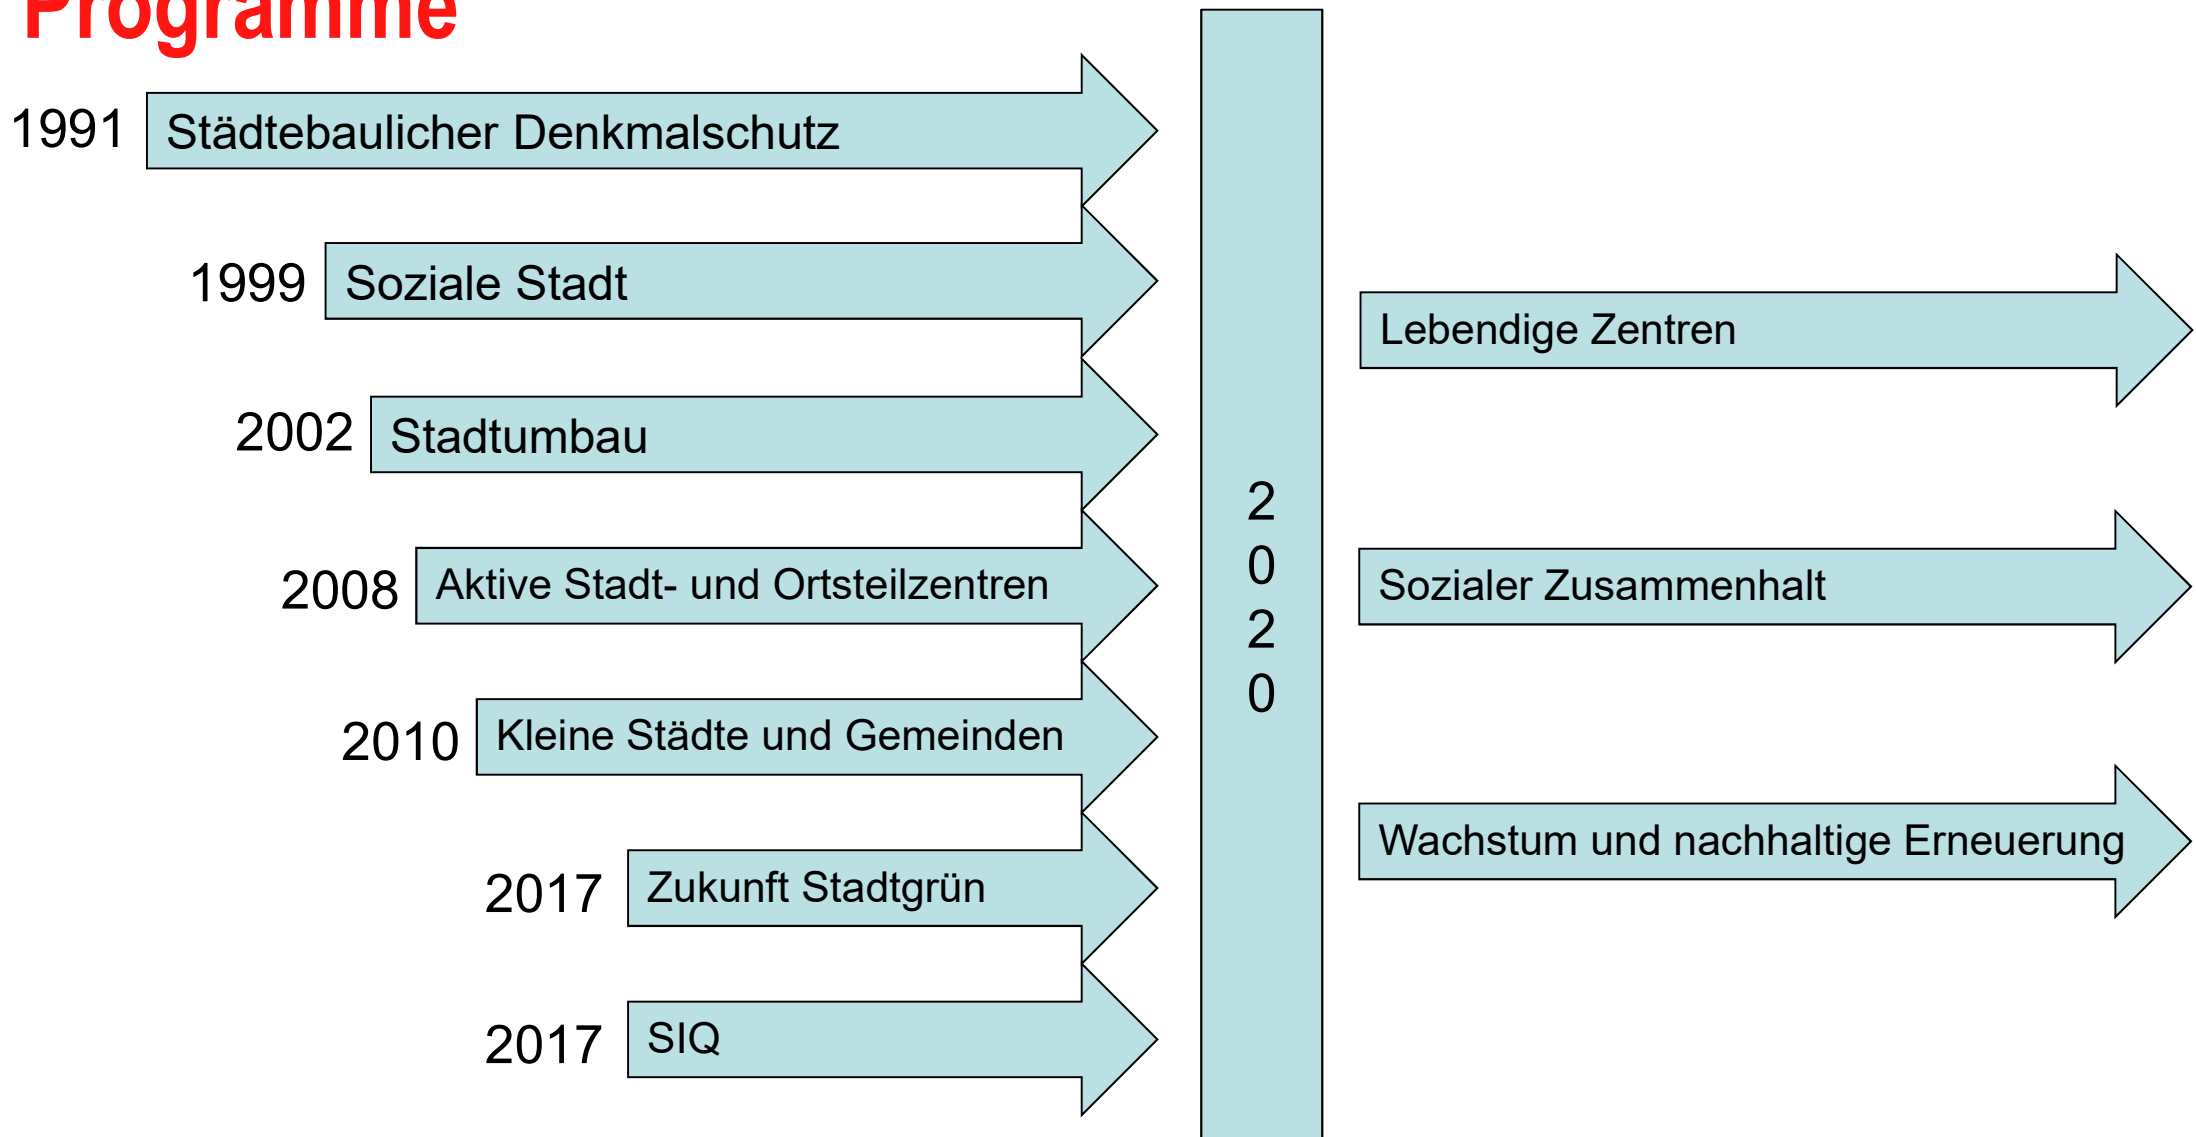 Programme
1991 Städtebaulicher Denkmalschutz
1999 Soziale Stadt
2002 Stadtumbau
2008 Aktive Stadt- und Ortsteilzentren
2010 Kleine Städte und Gemeinden
2017 Zukunft Stadtgrün
2017 SIQ
2
0
2
0
Lebendige Zentren
Sozialer Zusammenhalt
Wachstum und nachhaltige Erneuerung